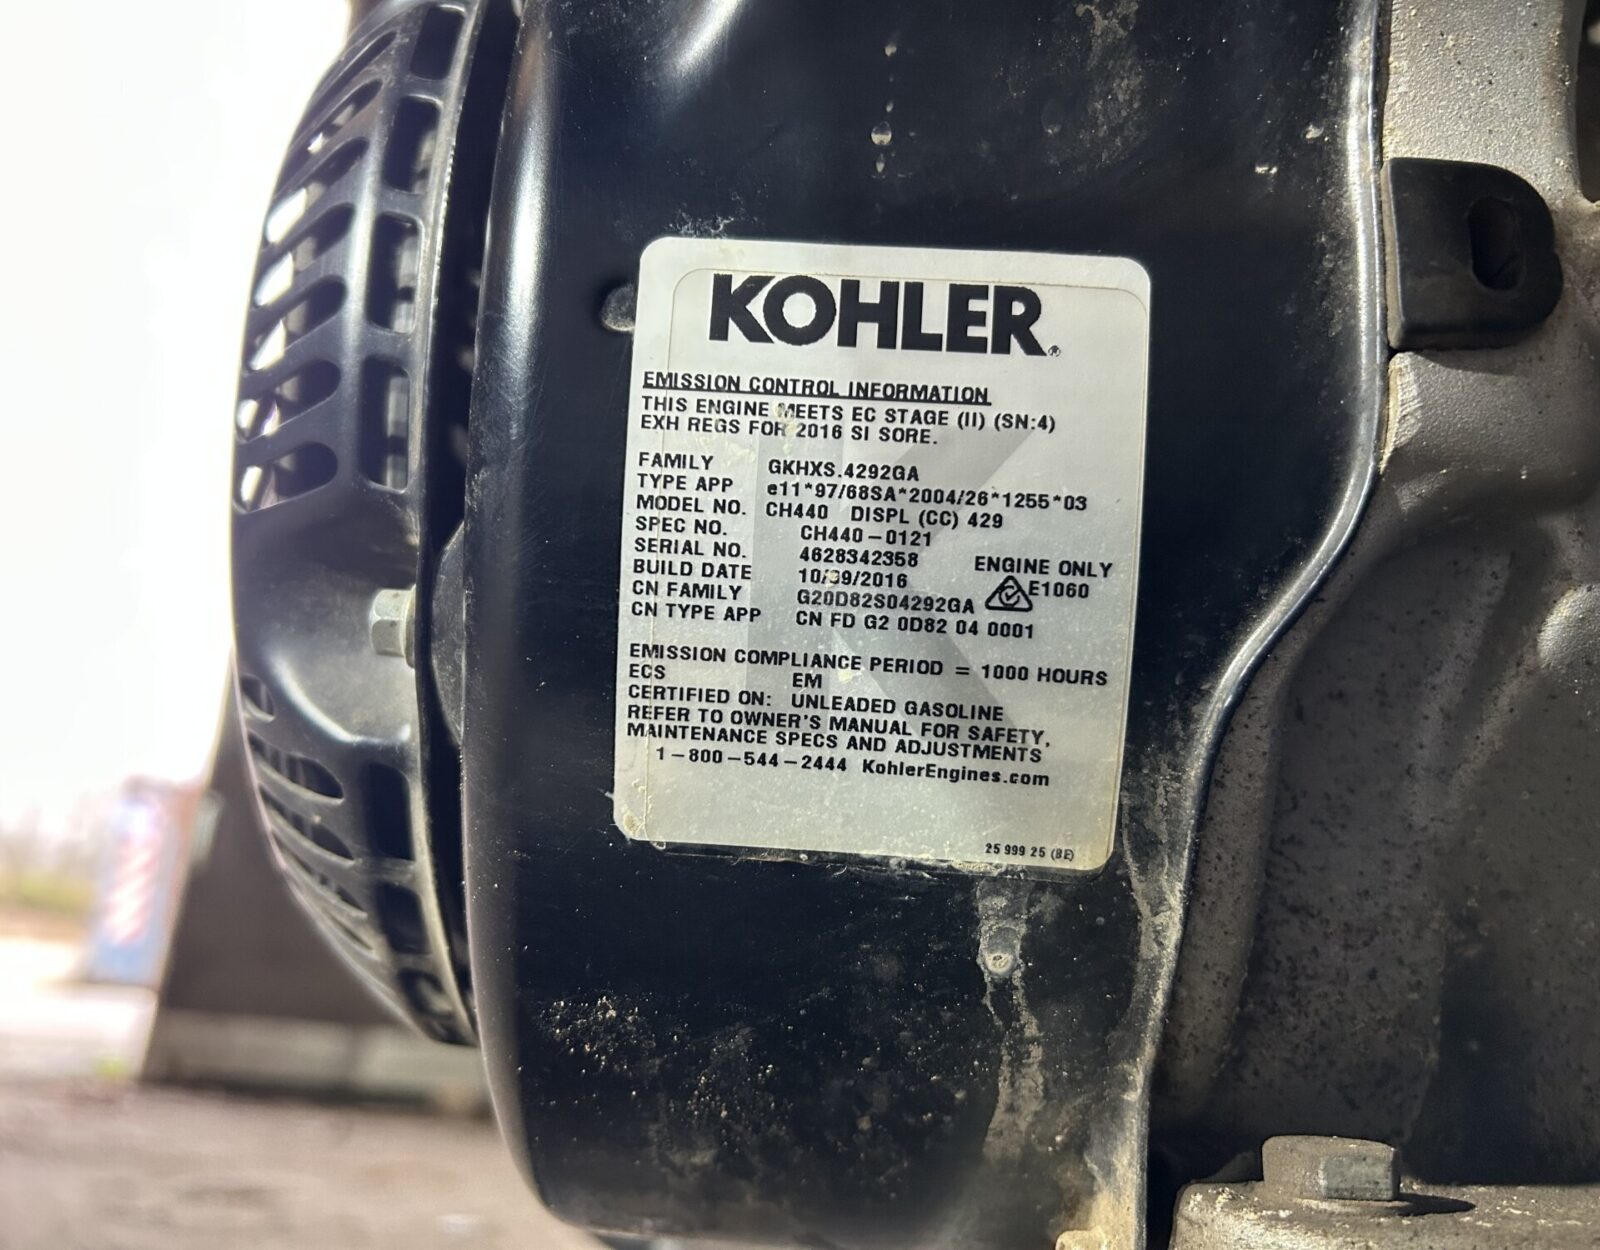 KOHLER®
EMISSION CONTROL INFORMATION
THIS ENGINE MEETS EC STAGE (II) (SN:4)
EXH REGS FOR 2016 SI SORE.
FAMILY GKHXS.4292GA
TYPE APP e11*97/68SA*2004/26*1255*03
MODEL NO. CH440 DISPL (CC) 429
SPEC NO. CH440-0121
SERIAL NO. 4628342358 ENGINE ONLY
BUILD DATE 2016 E1060
CN FAMILY G20D82S04292GA
CN TYPE APP CN FD G2 0D82 04 0001
EMISSION COMPLIANCE PERIOD = 1000 HOURS
ECS EM
CERTIFIED ON: UNLEADED GASOLINE
REFER TO OWNER'S MANUAL FOR SAFETY,
MAINTENANCE SPECS AND ADJUSTMENTS
1-800-544-2444 KohlerEngines.com
25 999 25 (BE)